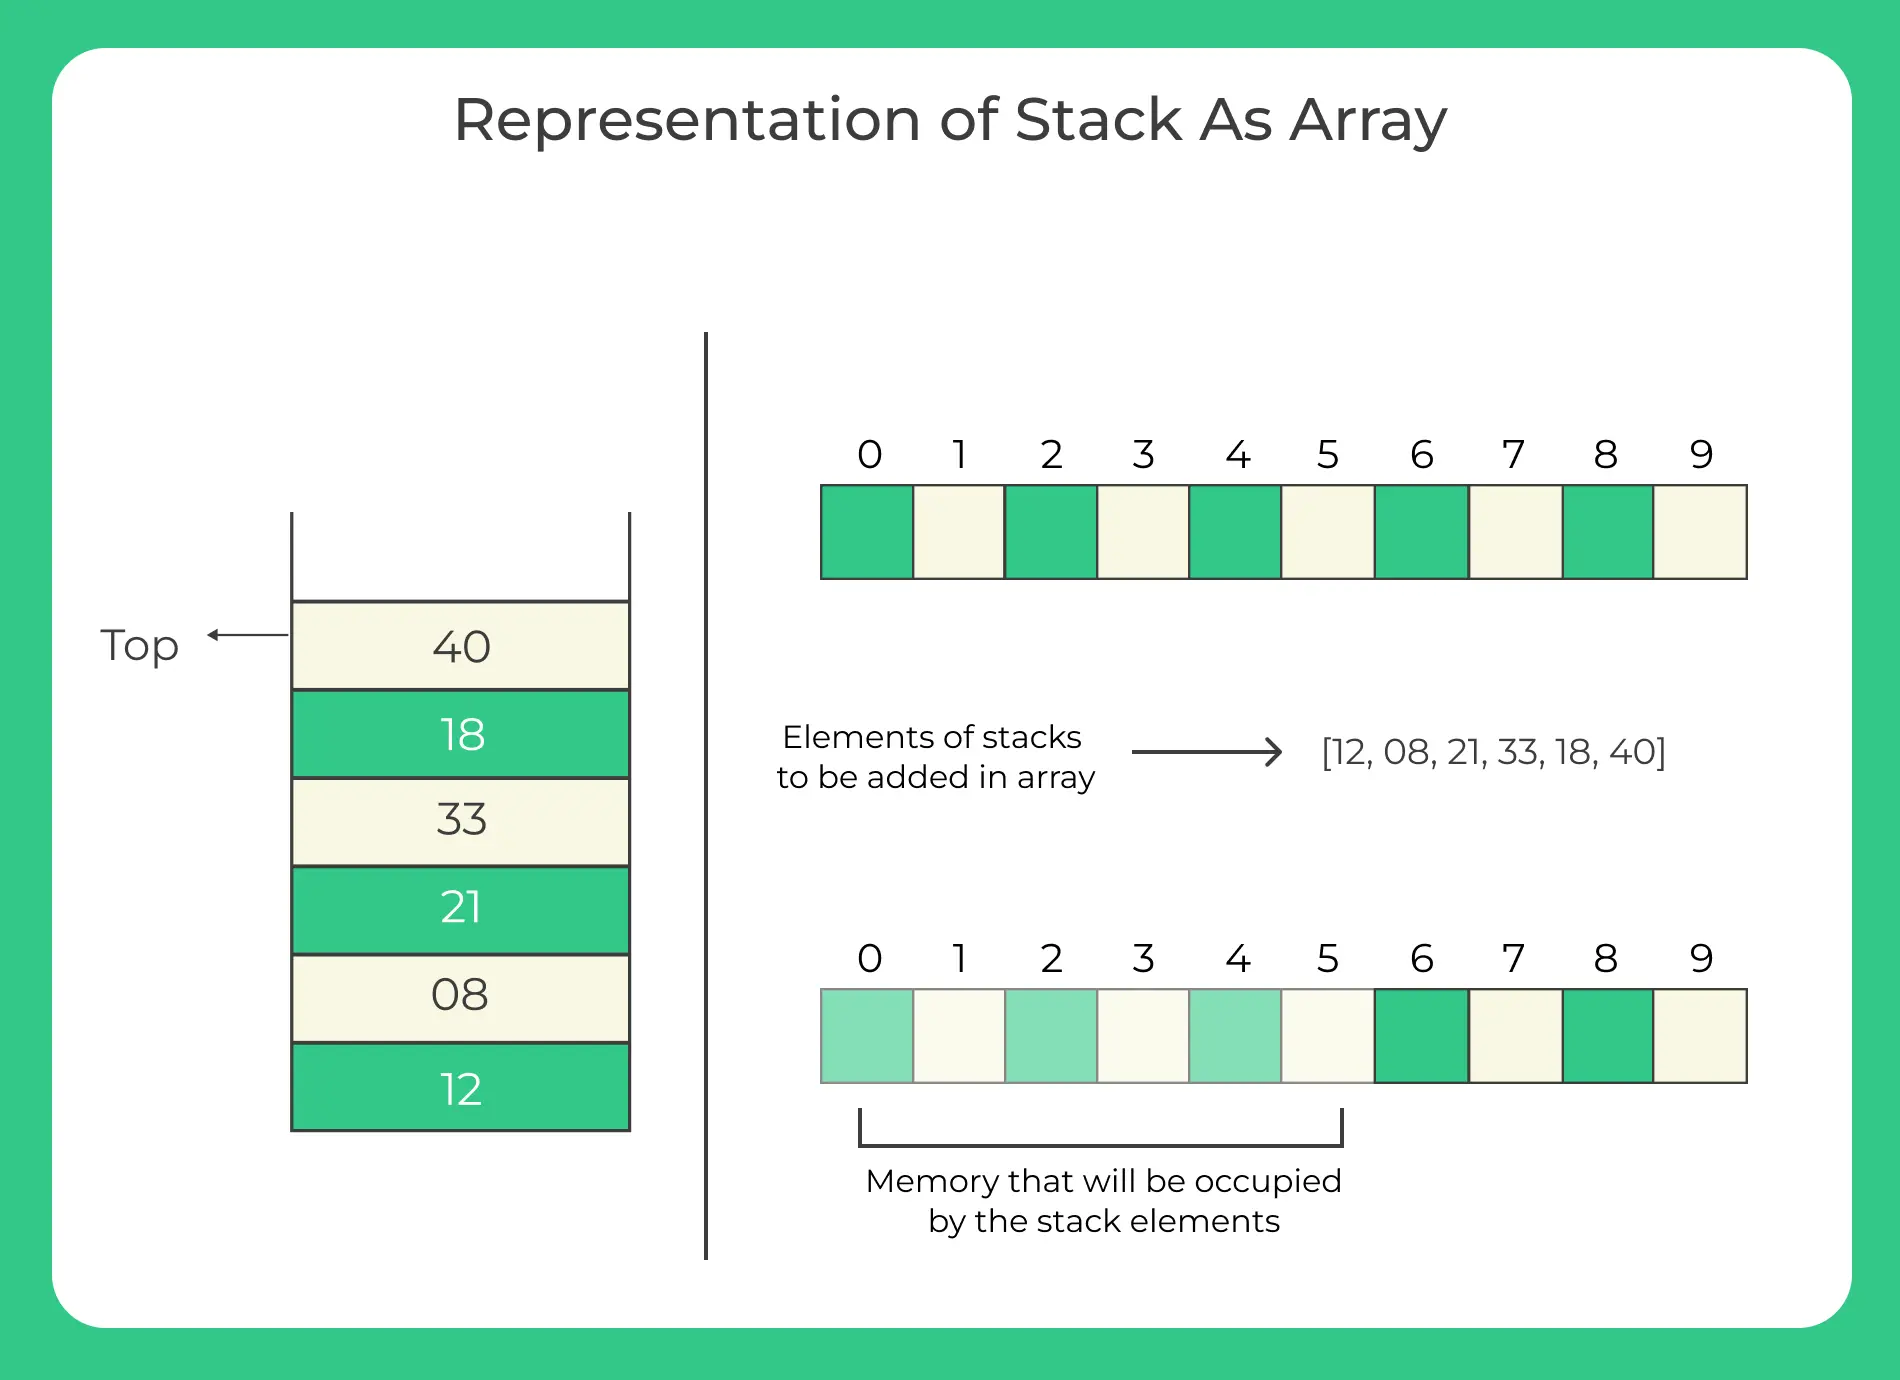 Representation of Stack As Array
Top
40
18
33
21
08
12
0 1 2 3 4 5 6 7 8 9
Elements of stacks
to be added in array
[12, 08, 21, 33, 18, 40]
0 1 2 3 4 5 6 7 8 9
Memory that will be occupied
by the stack elements